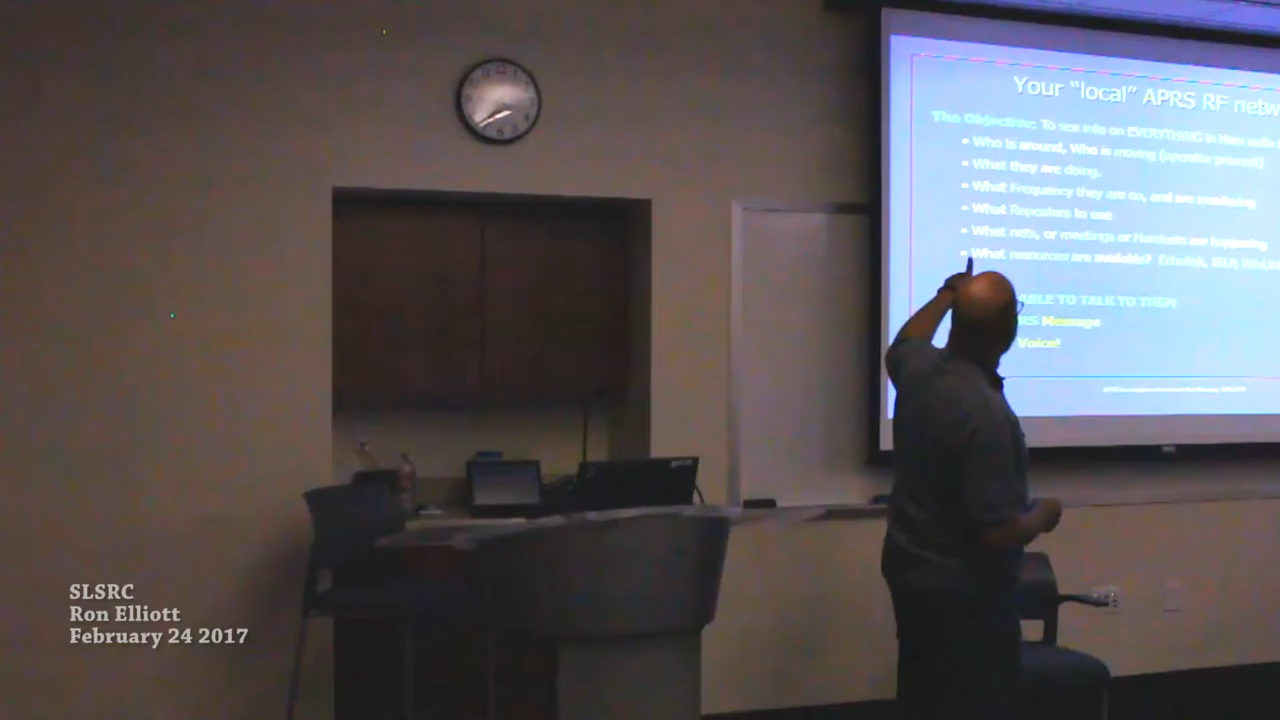 Your “local” APRS RF netw
The Objective: To see info on EVERYTHING in Ham radio
• Who is around, Who is moving (operator present)
• What they are doing.
• What Frequency they are on, and are monitoring
• What Repeaters to use
• What nets, or meetings or Hamfests are happening
• What resources are available? Echolink, IRLP, WinLink
ABLE TO TALK TO THEM
Message
Voice!
SLSRC
Ron Elliott
February 24 2017